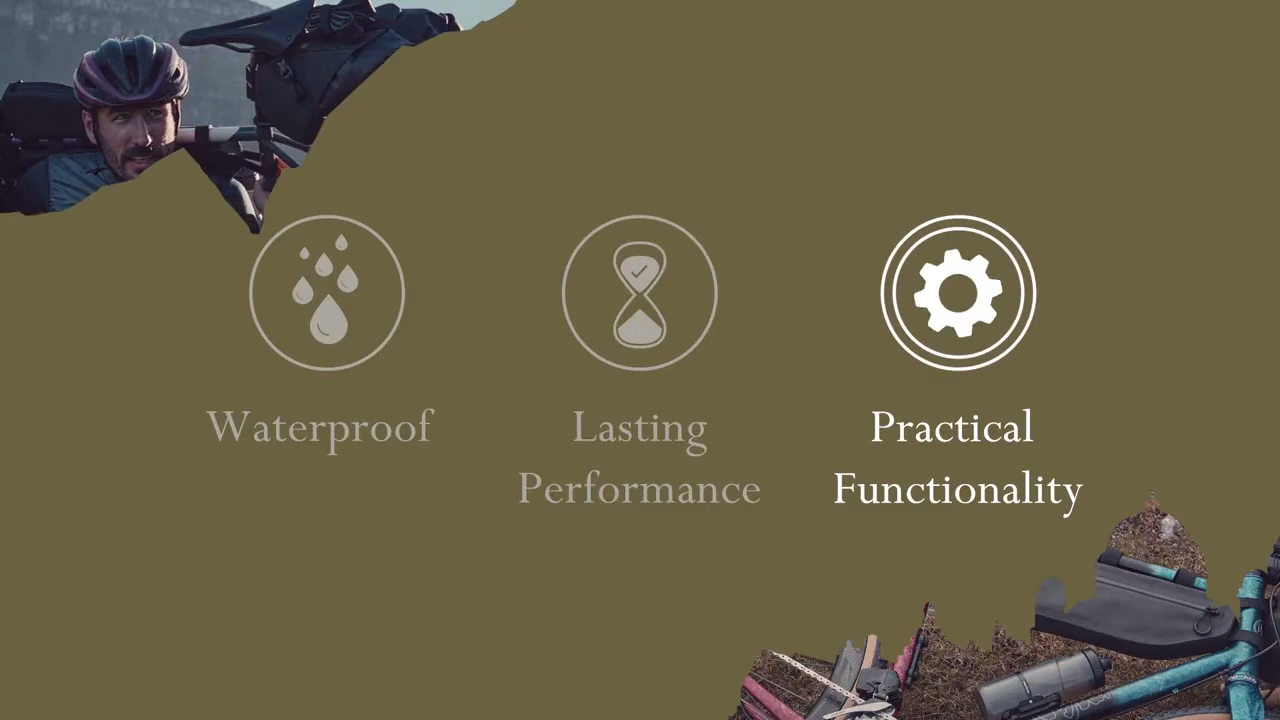 Waterproof
Lasting
Performance
Practical
Functionality